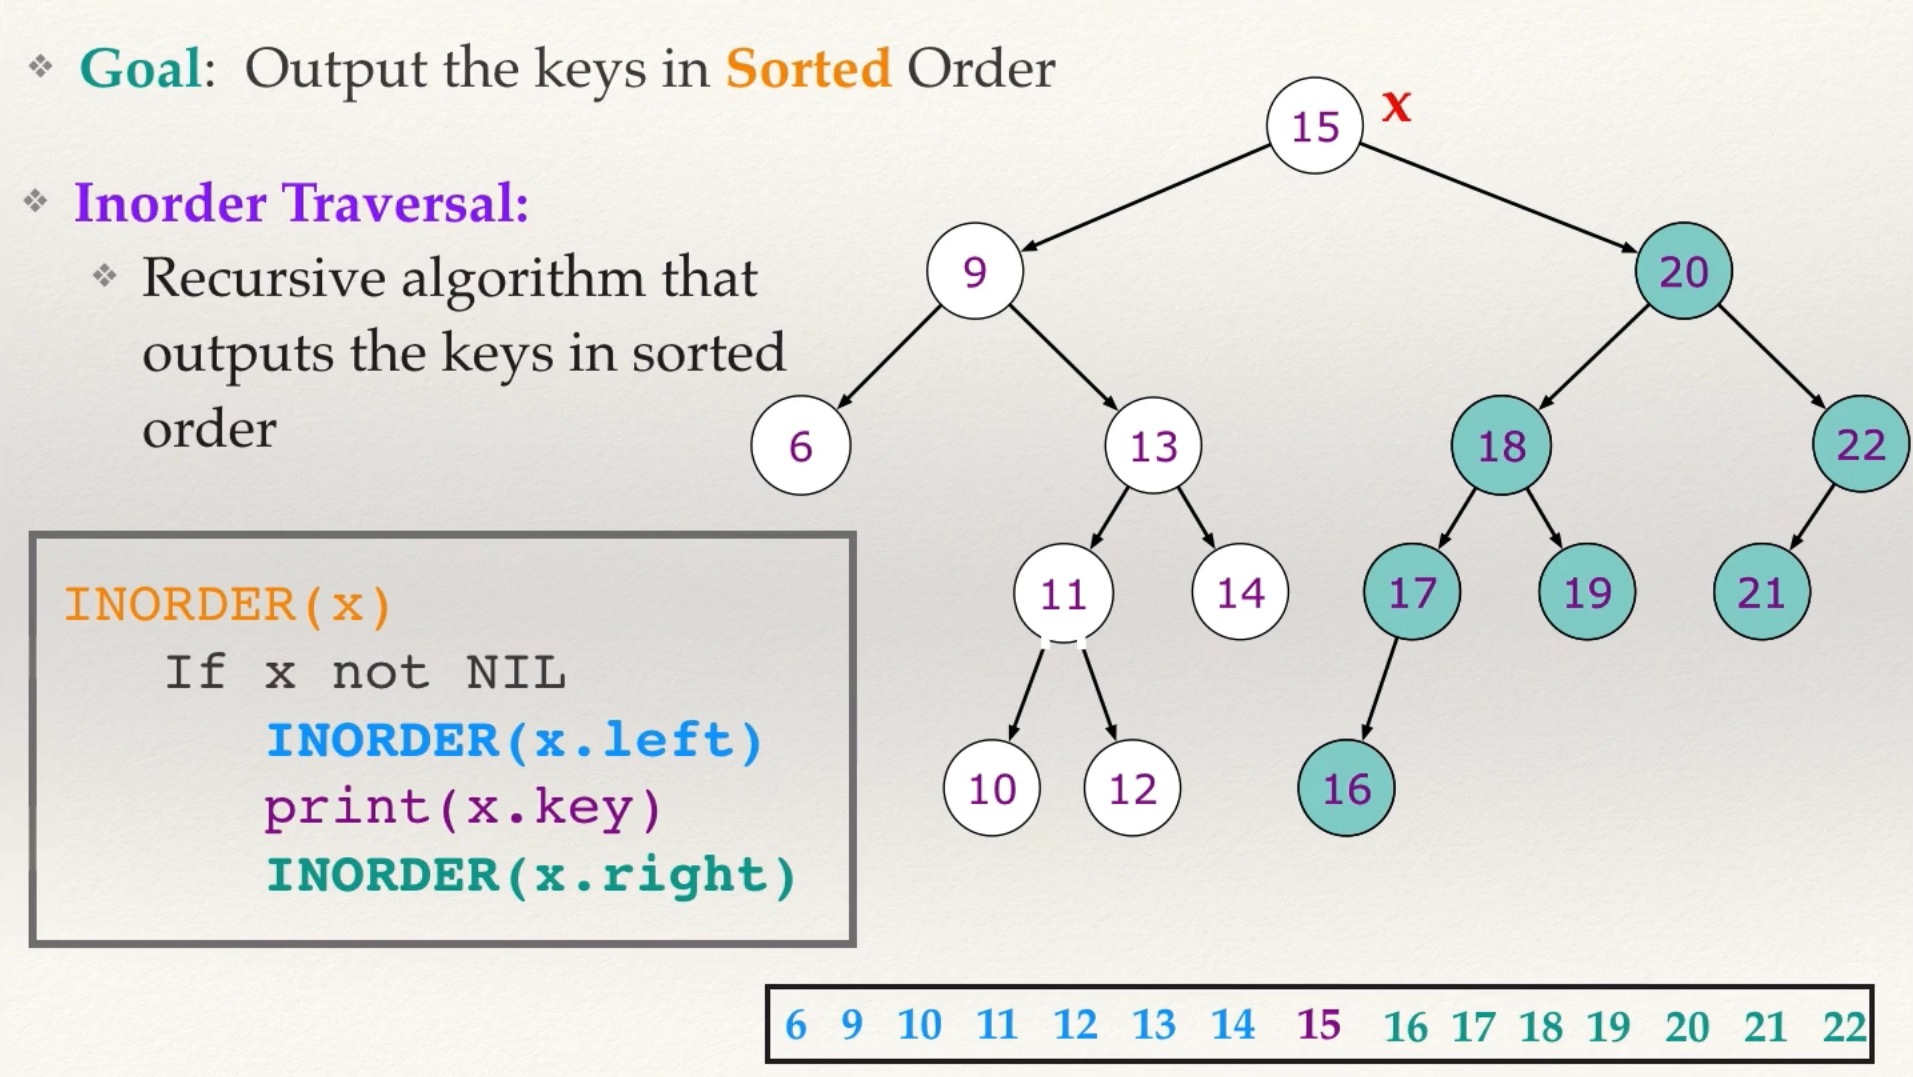 Goal: Output the keys in Sorted Order
Inorder Traversal:
Recursive algorithm that
outputs the keys in sorted
order
INORDER(x)
If x not NIL
INORDER(x.left)
print(x.key)
INORDER(x.right)
15 x
9 20
6 13 18 22
11 14 17 19 21
10 12 16
6 9 10 11 12 13 14 15 16 17 18 19 20 21 22